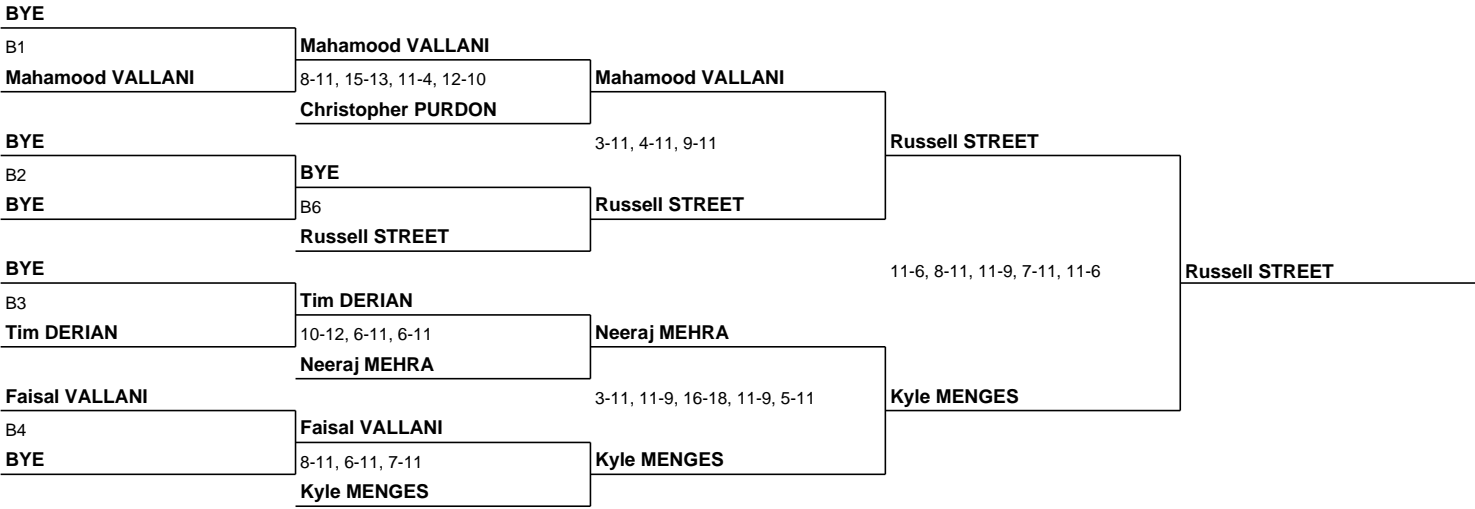 BYE
B1
Mahamood VALLANI
BYE
B2
BYE
BYE
B3
Tim DERIAN
Faisal VALLANI
B4
BYE
Mahamood VALLANI
8-11, 15-13, 11-4, 12-10
Christopher PURDON
BYE
B6
Russell STREET
Tim DERIAN
10-12, 6-11, 6-11
Neeraj MEHRA
Faisal VALLANI
8-11, 6-11, 7-11
Kyle MENGES
Mahamood VALLANI
3-11, 4-11, 9-11
Russell STREET
Neeraj MEHRA
3-11, 11-9, 16-18, 11-9, 5-11
Kyle MENGES
Russell STREET
11-6, 8-11, 11-9, 7-11, 11-6
Kyle MENGES
Russell STREET